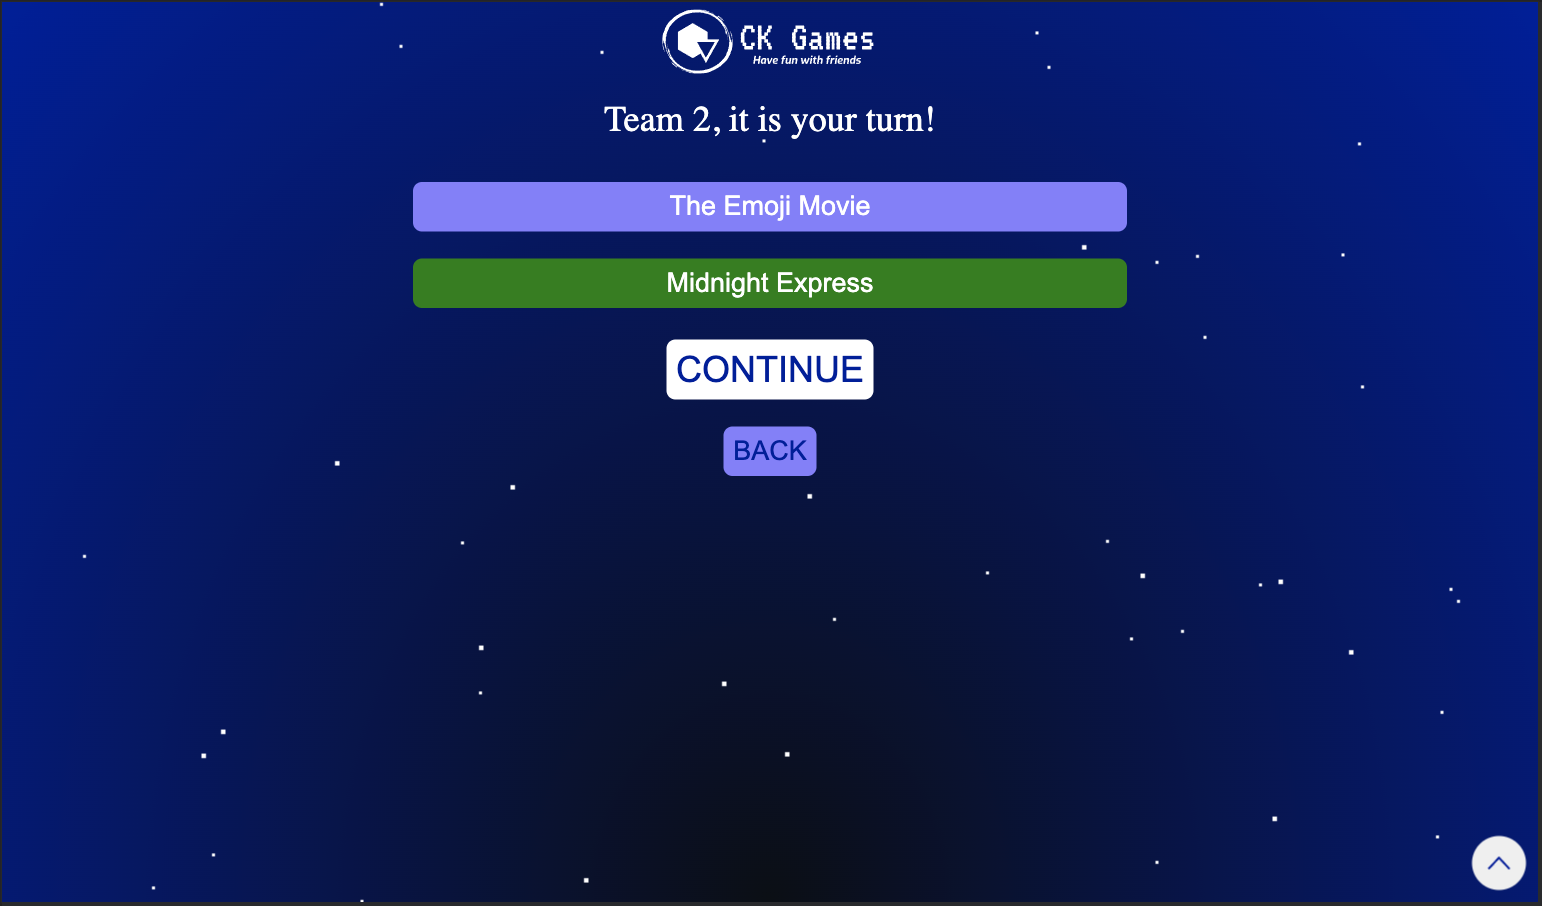 CK Games
Have fun with friends
Team 2, it is your turn!
The Emoji Movie
Midnight Express
CONTINUE
BACK